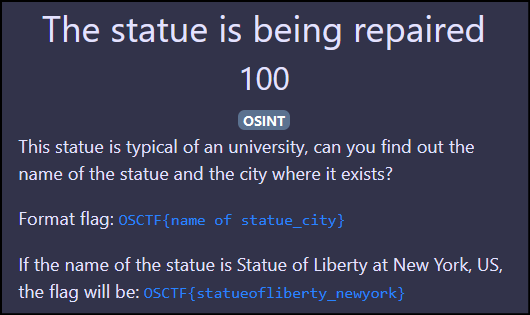 The statue is being repaired
100
OSINT
This statue is typical of an university, can you find out the
name of the statue and the city where it exists?
Format flag: OSCTF{name of statue_city}
If the name of the statue is Statue of Liberty at New York, US,
the flag will be: OSCTF{statueofliberty_newyork}